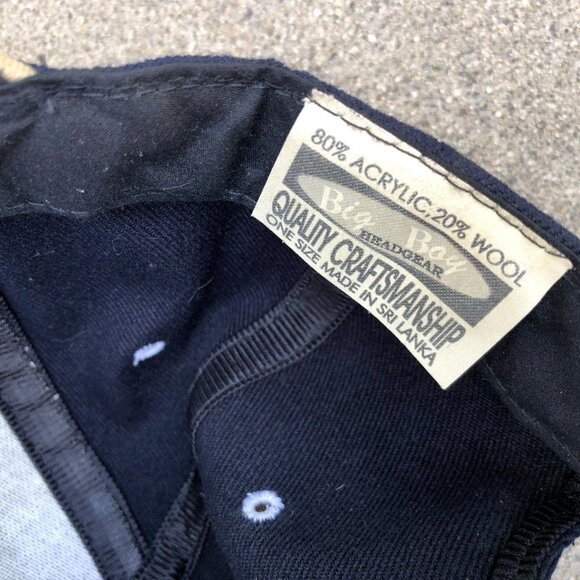 80% ACRYLIC, 20% WOOL
Big Boy
HEADGEAR
QUALITY CRAFTSMANSHIP
ONE SIZE MADE IN SRI LANKA